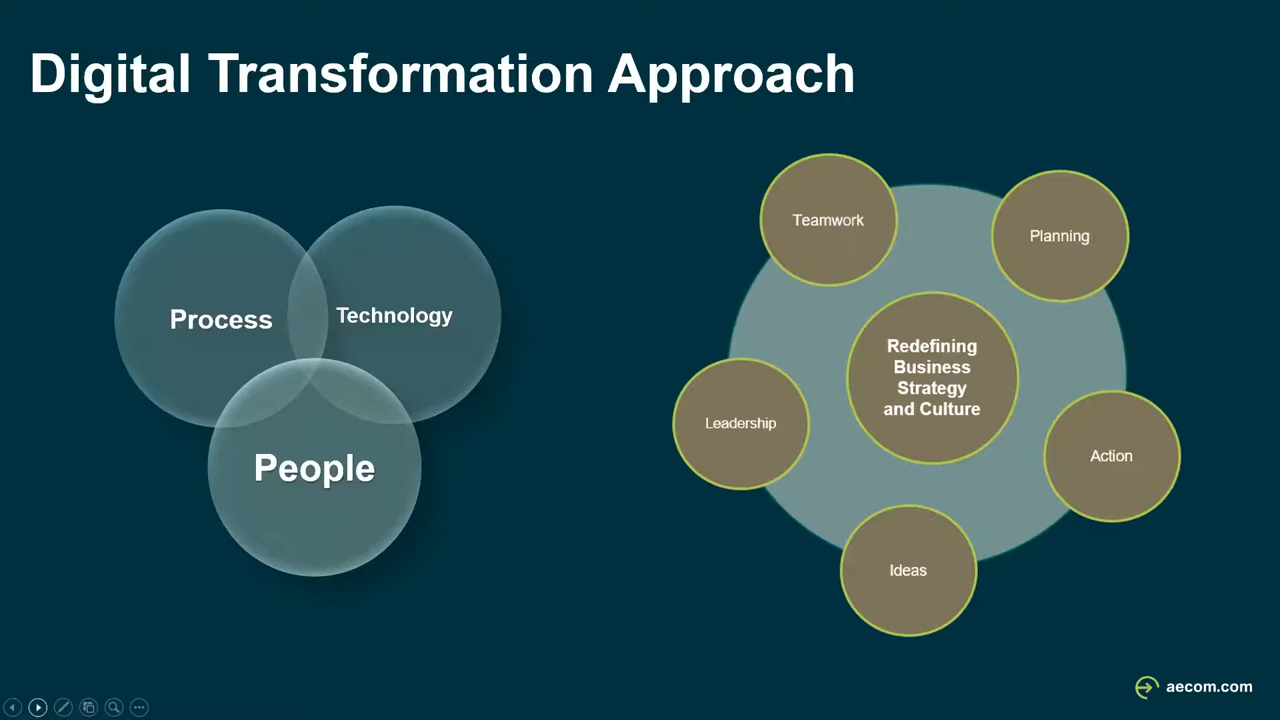 Digital Transformation Approach
Process
Technology
People
Teamwork
Planning
Redefining
Business
Strategy
and Culture
Leadership
Action
Ideas
aecom.com